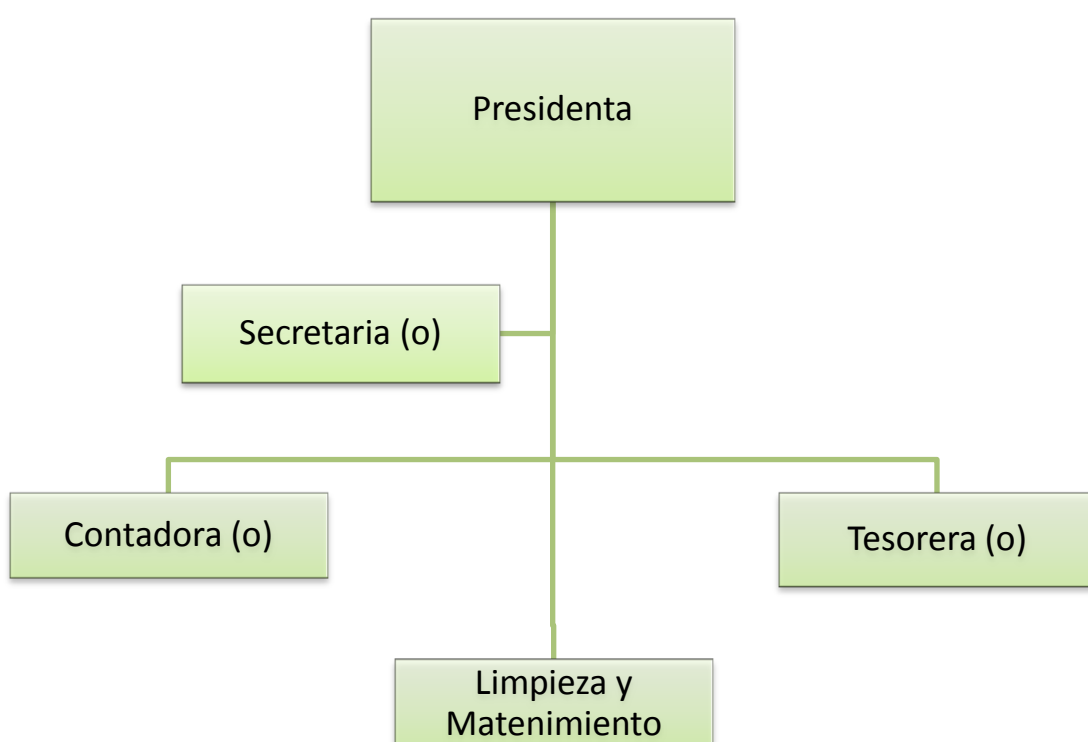 Presidenta
Secretaria (o)
Contadora (o)
Tesorera (o)
Limpieza y
Matenimiento